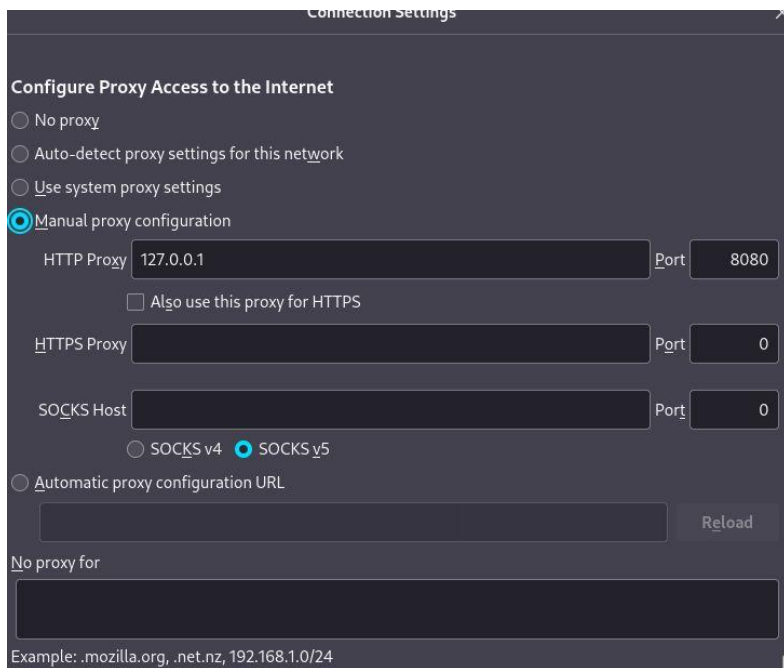 Connection Settings
Configure Proxy Access to the Internet
No proxy
Auto-detect proxy settings for this network
Use system proxy settings
Manual proxy configuration
HTTP Proxy 127.0.0.1 Port 8080
Also use this proxy for HTTPS
HTTPS Proxy Port 0
SOCKS Host Port 0
SOCKS v4 SOCKS v5
Automatic proxy configuration URL
Reload
No proxy for
Example: .mozilla.org, .net.nz, 192.168.1.0/24